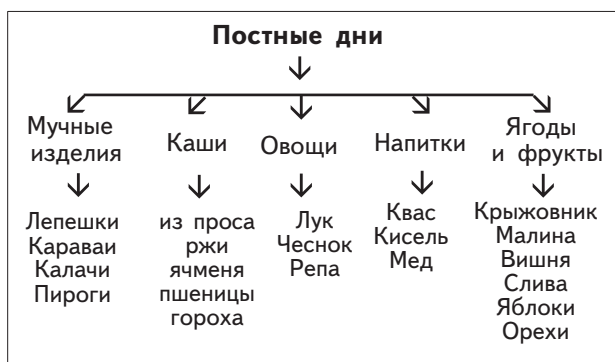 Постные дни
Мучные
изделия
Каши
Овощи
Напитки
Ягоды
и фрукты
Лепешки
Караваи
Калачи
Пироги
из проса
ржи
ячменя
пшеницы
гороха
Лук
Чеснок
Репа
Квас
Кисель
Мед
Крыжовник
Малина
Вишня
Слива
Яблоки
Орехи